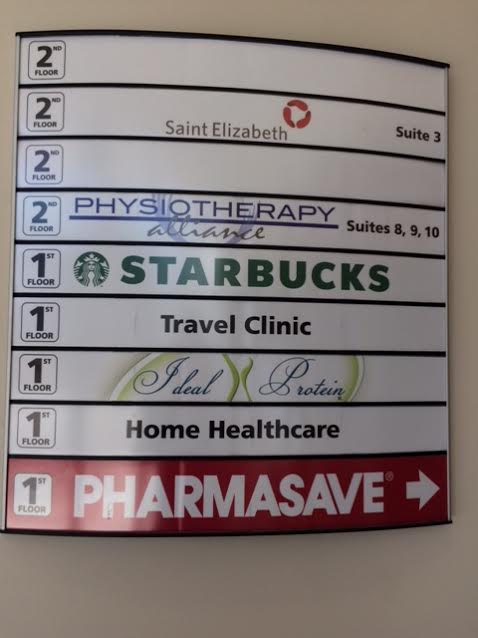 2ND FLOOR
2ND FLOOR Saint Elizabeth Suite 3
2ND FLOOR
2ND FLOOR PHYSIOTHERAPY alliance Suites 8, 9, 10
1ST FLOOR STARBUCKS
1ST FLOOR Travel Clinic
1ST FLOOR Ideal Protein
1ST FLOOR Home Healthcare
1ST FLOOR PHARMASAVE®